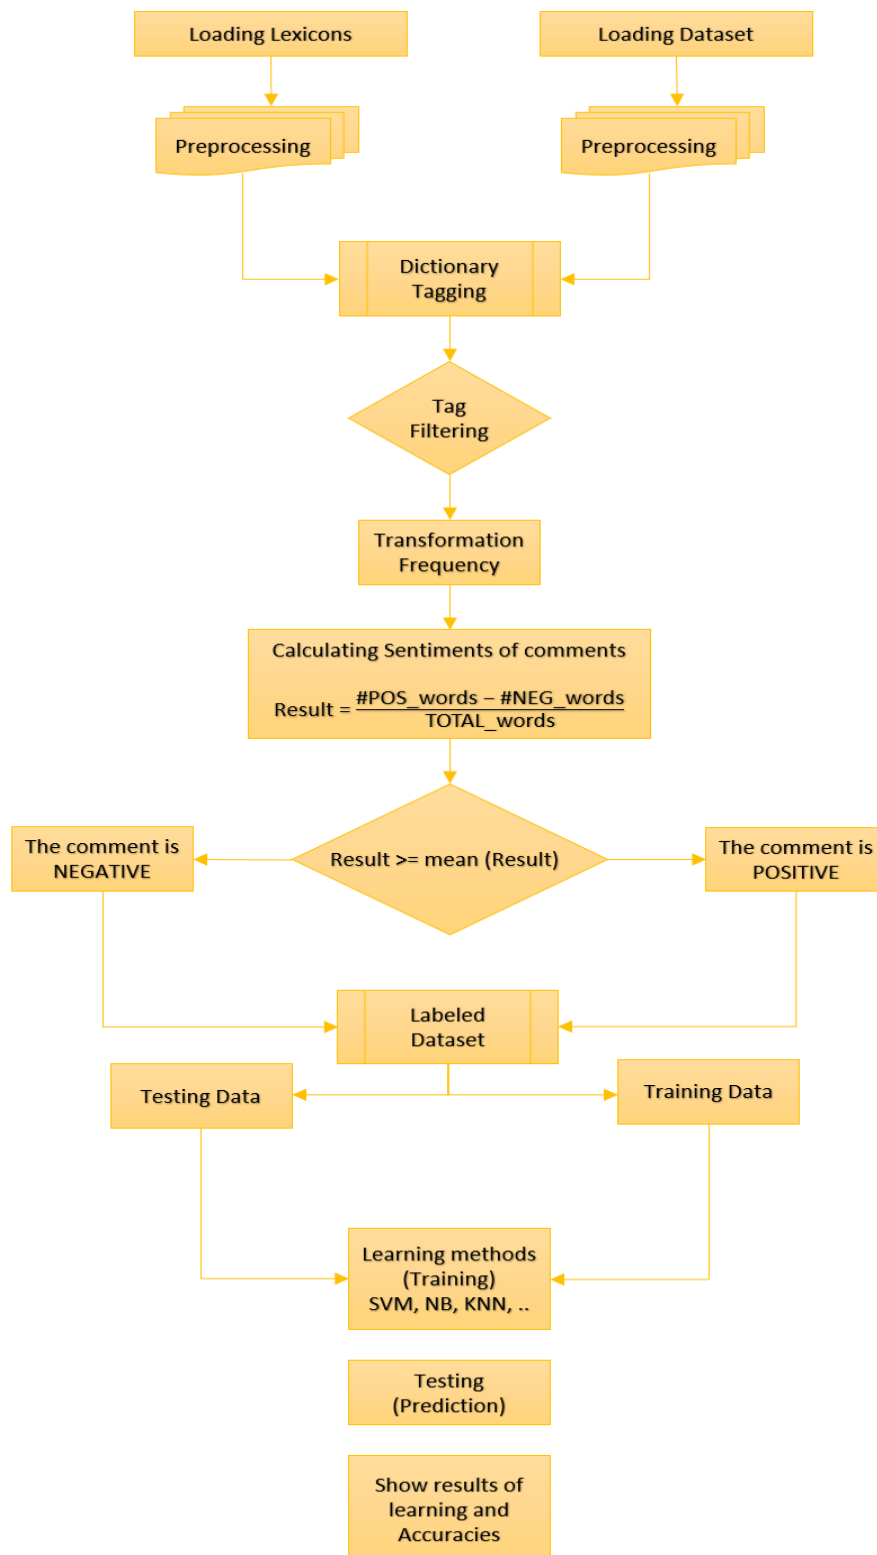 Loading Lexicons
Loading Dataset
Preprocessing
Preprocessing
Dictionary
Tagging
Tag
Filtering
Transformation
Frequency
Calculating Sentiments of comments
Result = #POS_words – #NEG_words
TOTAL_words
The comment is
NEGATIVE
Result >= mean (Result)
The comment is
POSITIVE
Labeled
Dataset
Testing Data
Training Data
Learning methods
(Training)
SVM, NB, KNN, ..
Testing
(Prediction)
Show results of
learning and
Accuracies